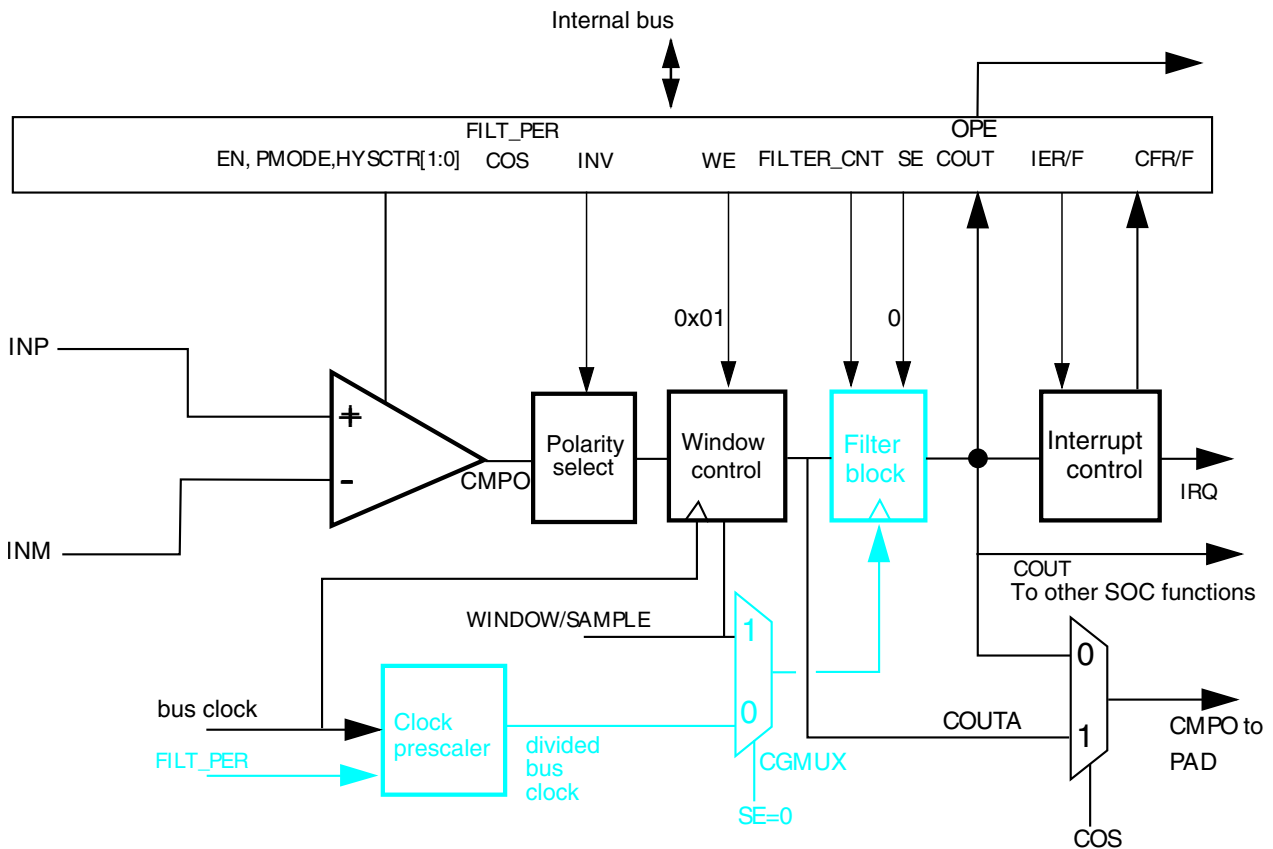 Internal bus
FILT_PER
OPE
EN, PMODE,HYSCTR[1:0]
COS
INV
WE
FILTER_CNT
SE
COUT
IER/F
CFR/F
0x01
0
INP
INM
+
-
CMPO
Polarity
select
Window
control
Filter
block
Interrupt
control
IRQ
COUT
To other SOC functions
WINDOW/SAMPLE
1
0
bus clock
FILT_PER
Clock
prescaler
divided
bus
clock
CGMUX
SE=0
COUTA
0
1
CMPO to
PAD
COS